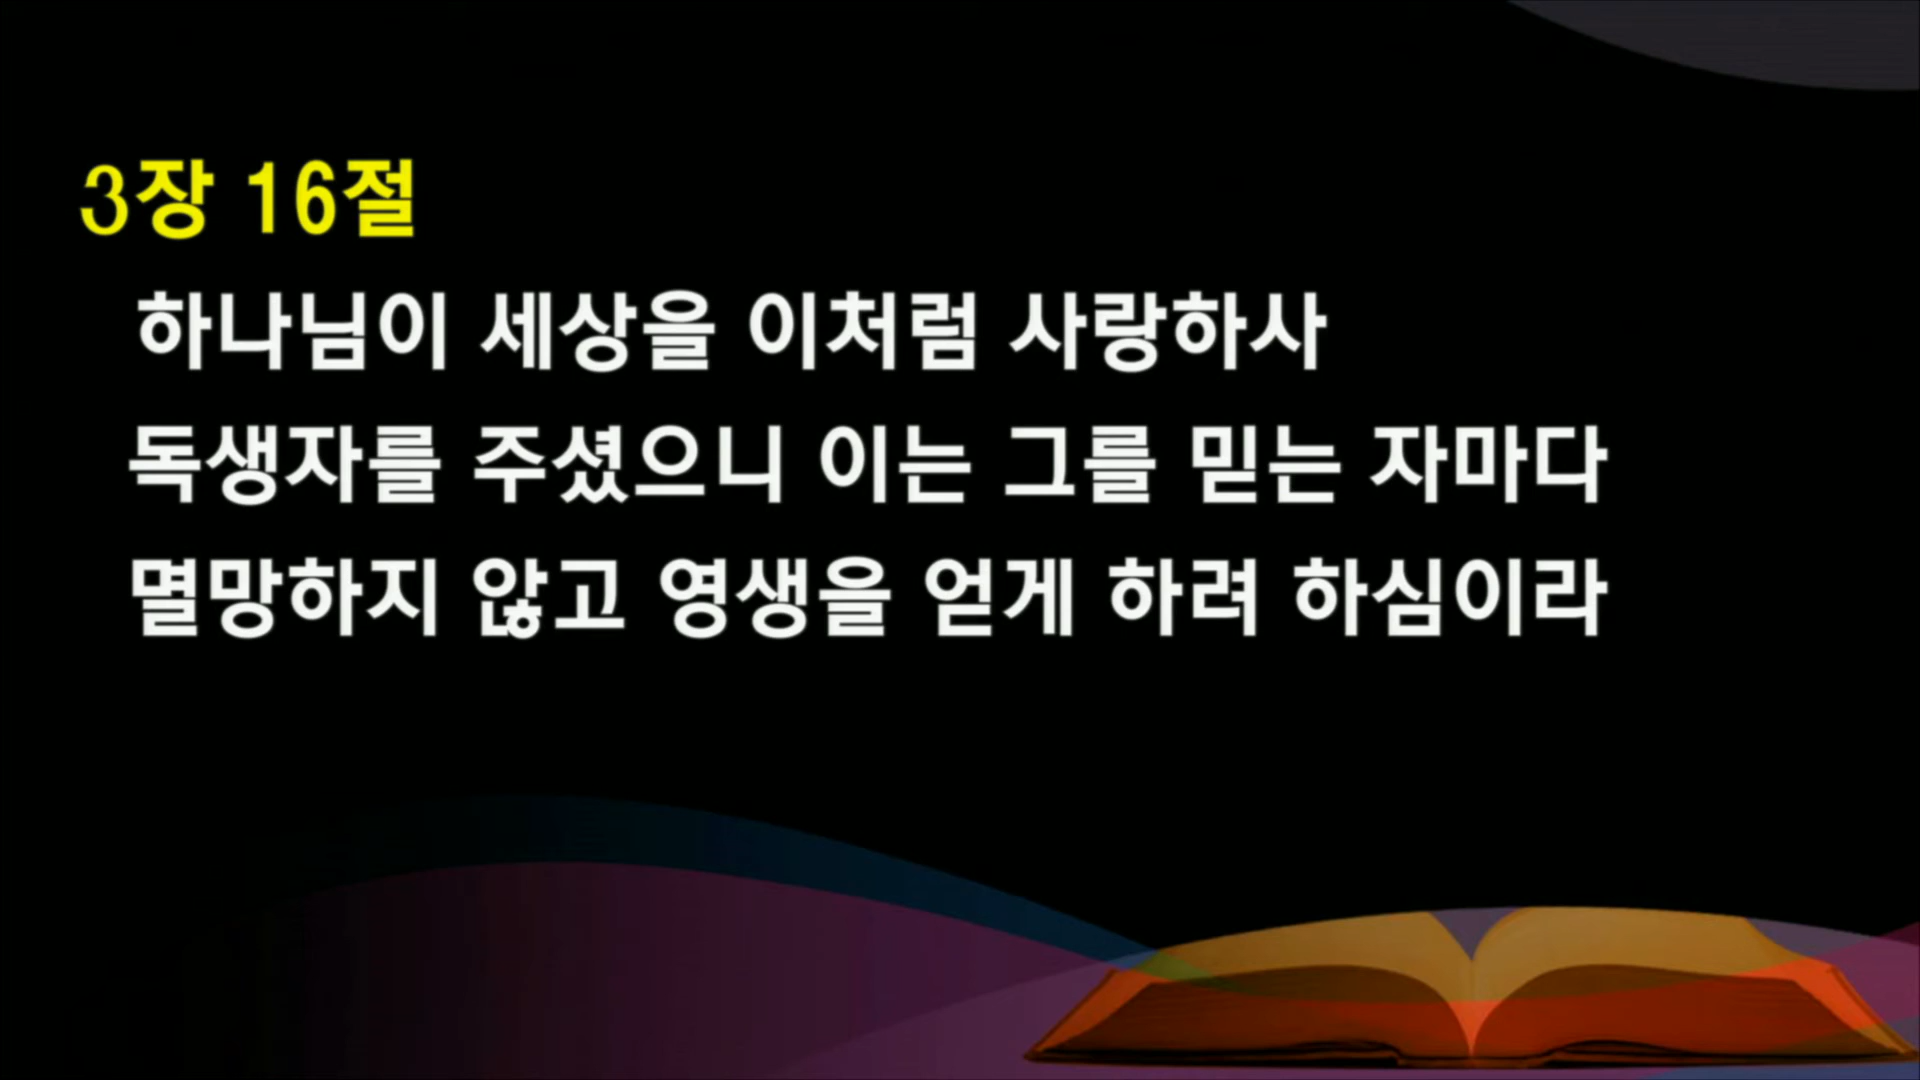 3장 16절
하나님이 세상을 이처럼 사랑하사
독생자를 주셨으니 이는 그를 믿는 자마다
멸망하지 않고 영생을 얻게 하려 하심이라